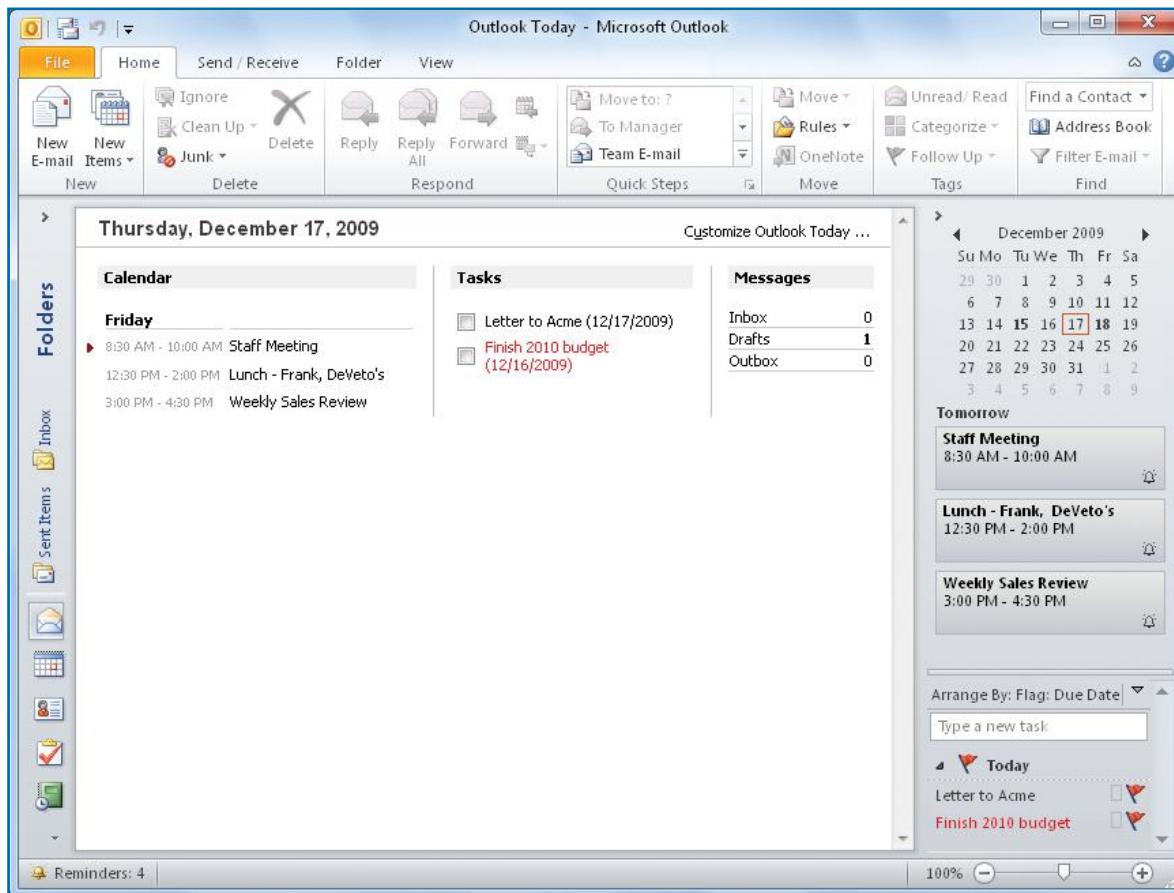 Outlook Today - Microsoft Outlook
File Home Send / Receive Folder View
New E-mail
New Items
Ignore
Clean Up
Junk
Delete
Reply
Reply All
Forward
Move to: ?
To Manager
Team E-mail
Move
Rules
OneNote
Unread/ Read
Categorize
Follow Up
Find a Contact
Address Book
Filter E-mail
New Delete Respond Quick Steps Move Tags Find
Folders
Inbox
Sent Items
Thursday, December 17, 2009
Customize Outlook Today ...
Calendar
Friday
8:30 AM - 10:00 AM Staff Meeting
12:30 PM - 2:00 PM Lunch - Frank, DeVeto's
3:00 PM - 4:30 PM Weekly Sales Review
Tasks
Letter to Acme (12/17/2009)
Finish 2010 budget
(12/16/2009)
Messages
Inbox 0
Drafts 1
Outbox 0
December 2009
Su Mo Tu We Th Fr Sa
29 30 1 2 3 4 5
6 7 8 9 10 11 12
13 14 15 16 17 18 19
20 21 22 23 24 25 26
27 28 29 30 31 1 2
3 4 5 6 7 8 9
Tomorrow
Staff Meeting
8:30 AM - 10:00 AM
Lunch - Frank, DeVeto's
12:30 PM - 2:00 PM
Weekly Sales Review
3:00 PM - 4:30 PM
Arrange By: Flag: Due Date
Type a new task
Today
Letter to Acme
Finish 2010 budget
Reminders: 4
100%